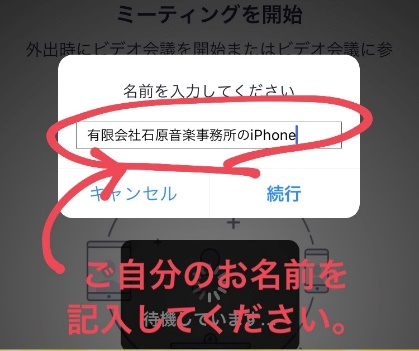 ミーティングを開始
外出時にビデオ会議を開始またはビデオ会議に参
名前を入力してください
有限会社石原音楽事務所のiPhone
キャンセル
続行
ご自分のお名前を
記入してください。
待機しています...